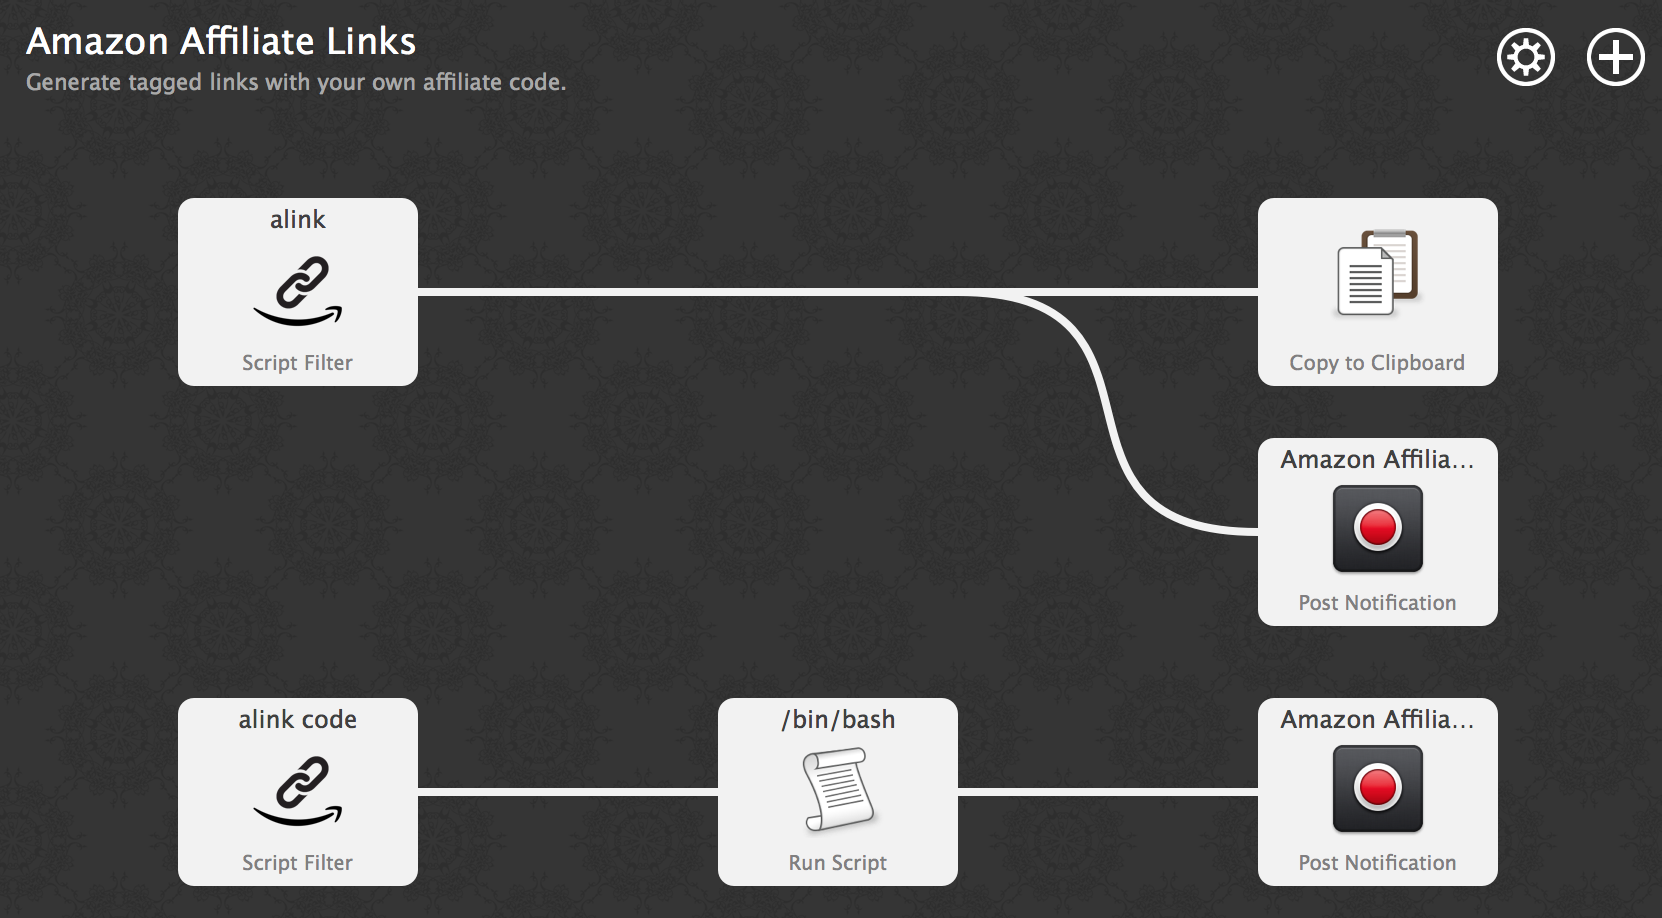 Amazon Affiliate Links
Generate tagged links with your own affiliate code.
alink
Script Filter
Copy to Clipboard
Amazon Affilia...
Post Notification
alink code
Script Filter
/bin/bash
Run Script
Amazon Affilia...
Post Notification